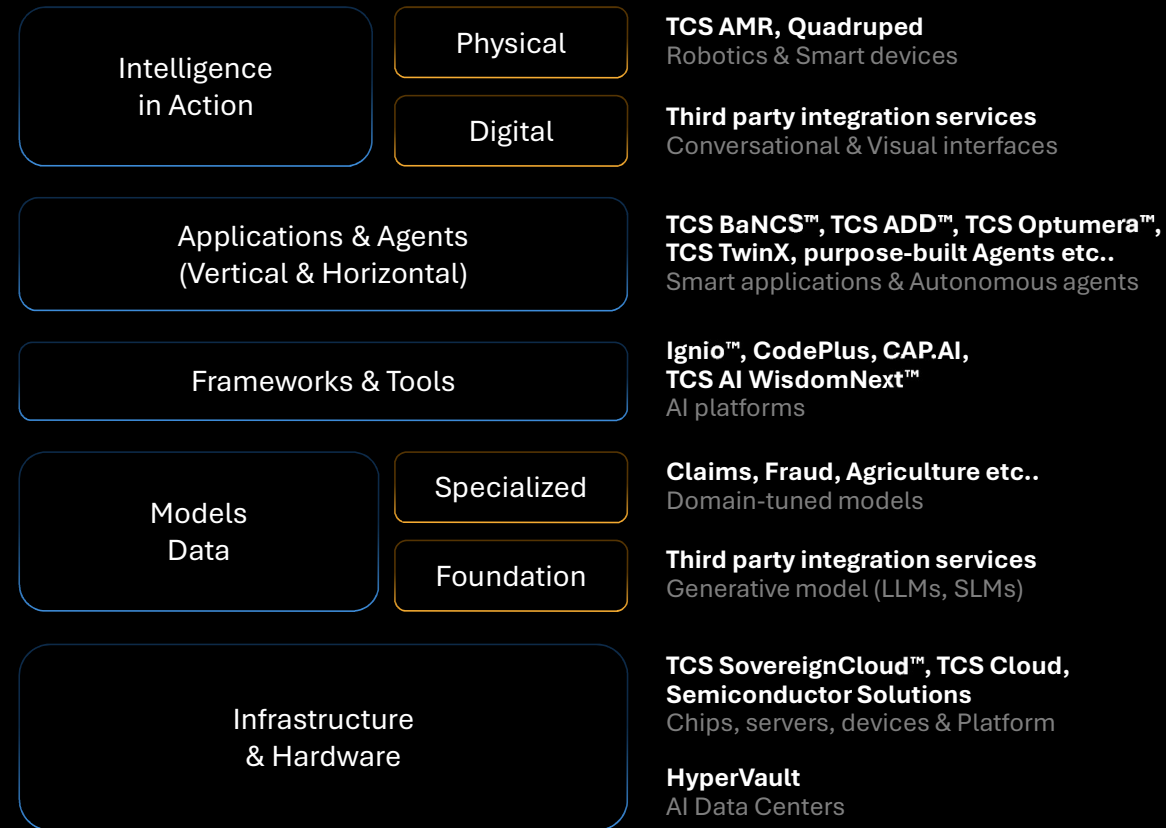 Intelligence
in Action
Physical
TCS AMR, Quadruped
Robotics & Smart devices
Digital
Third party integration services
Conversational & Visual interfaces
Applications & Agents
(Vertical & Horizontal)
TCS BaNCS™, TCS ADD™, TCS Optumera™,
TCS TwinX, purpose-built Agents etc..
Smart applications & Autonomous agents
Frameworks & Tools
Ignio™, CodePlus, CAP.AI,
TCS AI WisdomNext™
AI platforms
Models
Data
Specialized
Claims, Fraud, Agriculture etc..
Domain-tuned models
Foundation
Third party integration services
Generative model (LLMs, SLMs)
Infrastructure
& Hardware
TCS SovereignCloud™, TCS Cloud,
Semiconductor Solutions
Chips, servers, devices & Platform
HyperVault
AI Data Centers